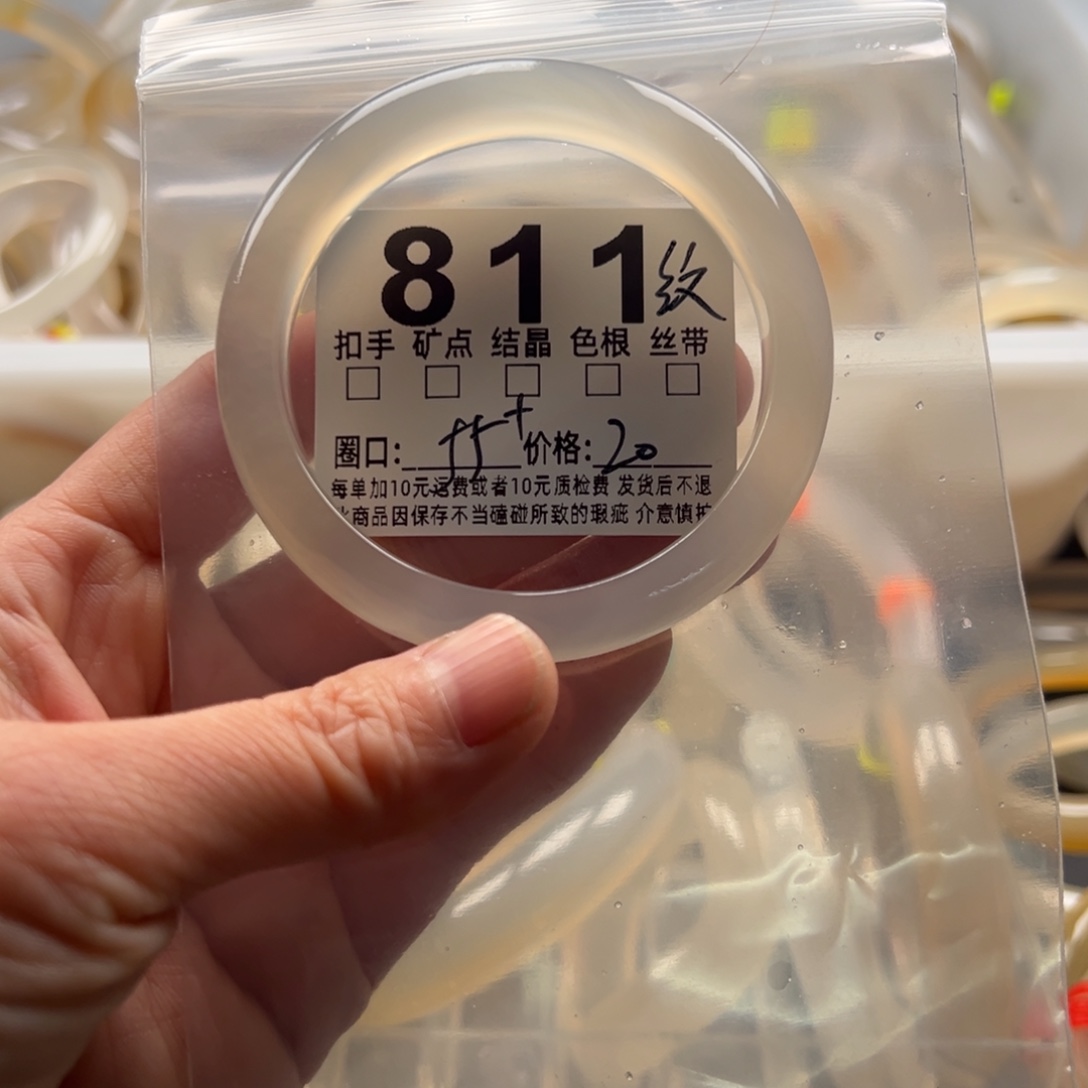 811纹
扣手 矿点 结晶 色根 丝带
□ □ □ □ □
圈口:55+价格:20
每单加10元运费或者10元质检费 发货后不退
商品因保存不当磕碰所致的瑕疵 介意慎拍